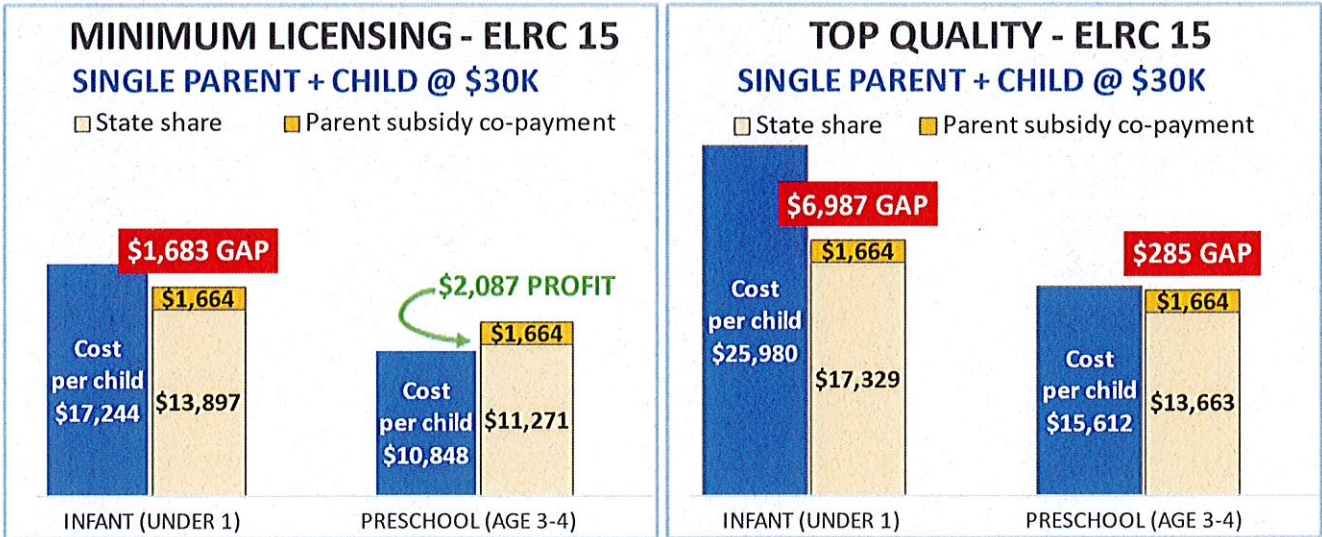 MINIMUM LICENSING - ELRC 15
SINGLE PARENT + CHILD @ $30K
State share
Parent subsidy co-payment
$1,683 GAP
$1,664
Cost
per child
$17,244
$13,897
$2,087 PROFIT
$1,664
Cost
per child
$10,848
$11,271
INFANT (UNDER 1)
PRESCHOOL (AGE 3-4)
TOP QUALITY - ELRC 15
SINGLE PARENT + CHILD @ $30K
State share
Parent subsidy co-payment
$6,987 GAP
$1,664
Cost
per child
$25,980
$17,329
$285 GAP
$1,664
Cost
per child
$15,612
$13,663
INFANT (UNDER 1)
PRESCHOOL (AGE 3-4)